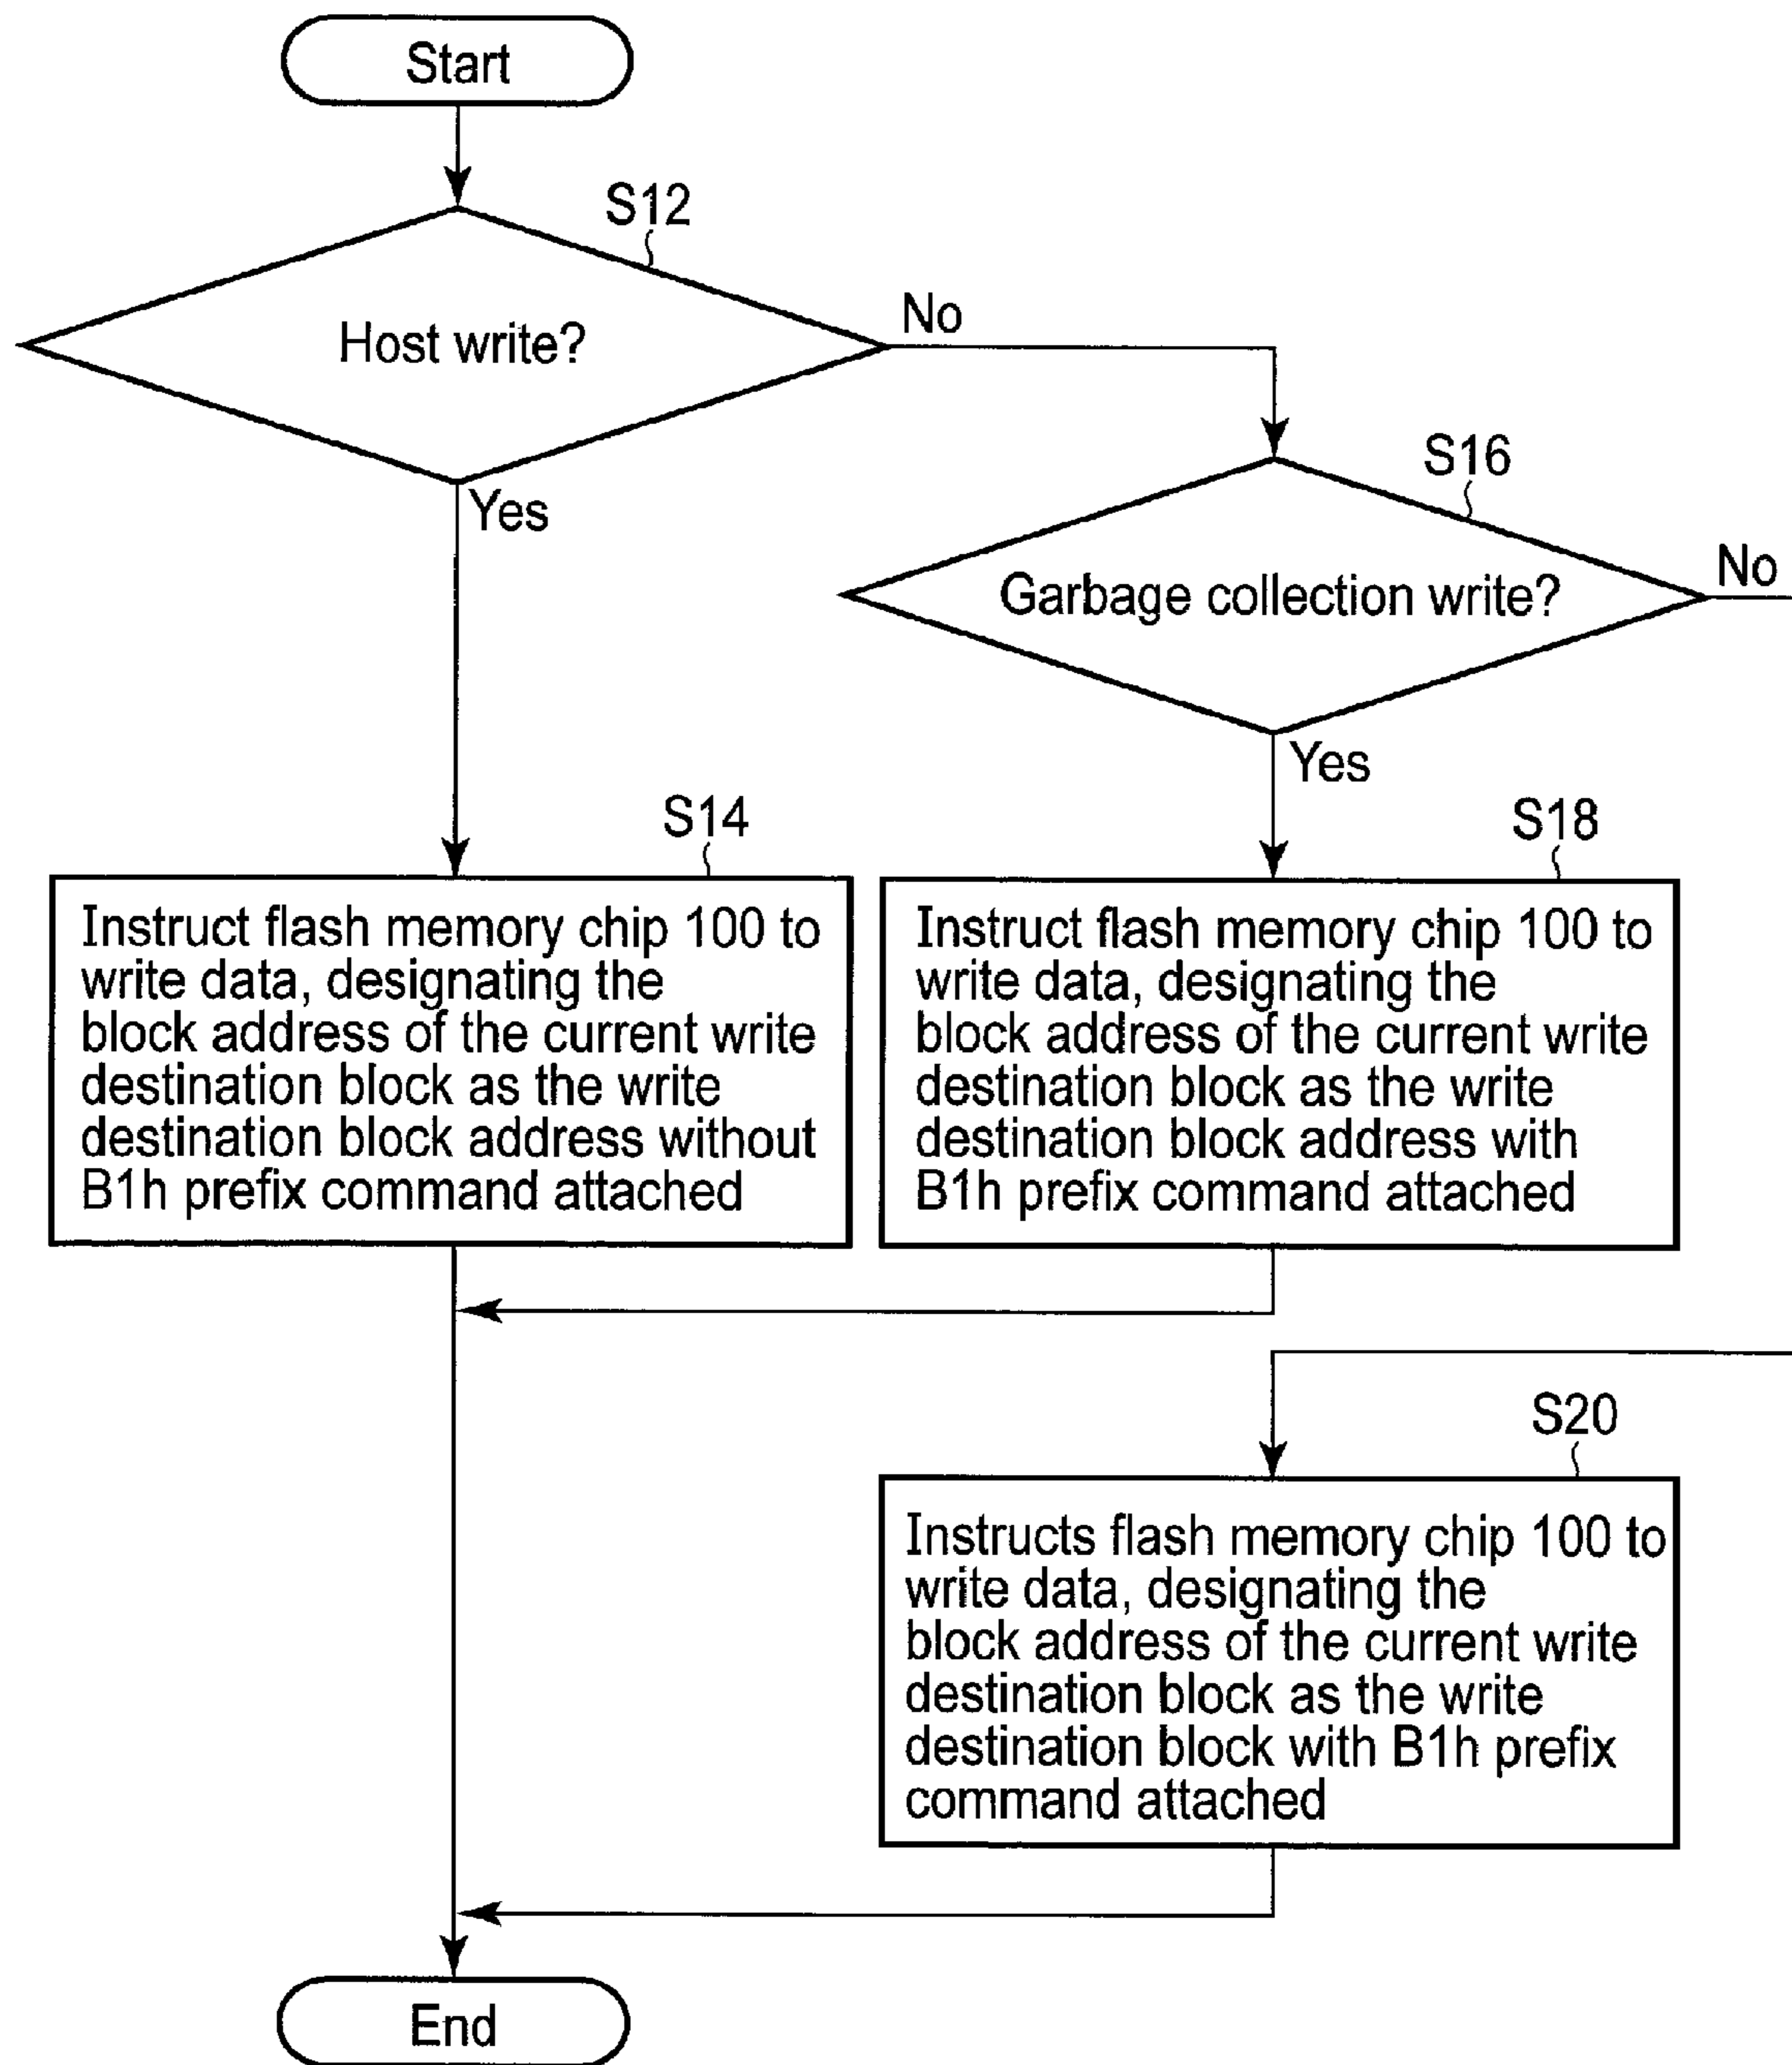 Start
S12
Host write?
No
Yes
S16
Garbage collection write?
No
Yes
S14
Instruct flash memory chip 100 to
write data, designating the
block address of the current write
destination block as the write
destination block address without
B1h prefix command attached
S18
Instruct flash memory chip 100 to
write data, designating the
block address of the current write
destination block as the write
destination block address with
B1h prefix command attached
S20
Instructs flash memory chip 100 to
write data, designating the
block address of the current write
destination block as the write
destination block with B1h prefix
command attached
End